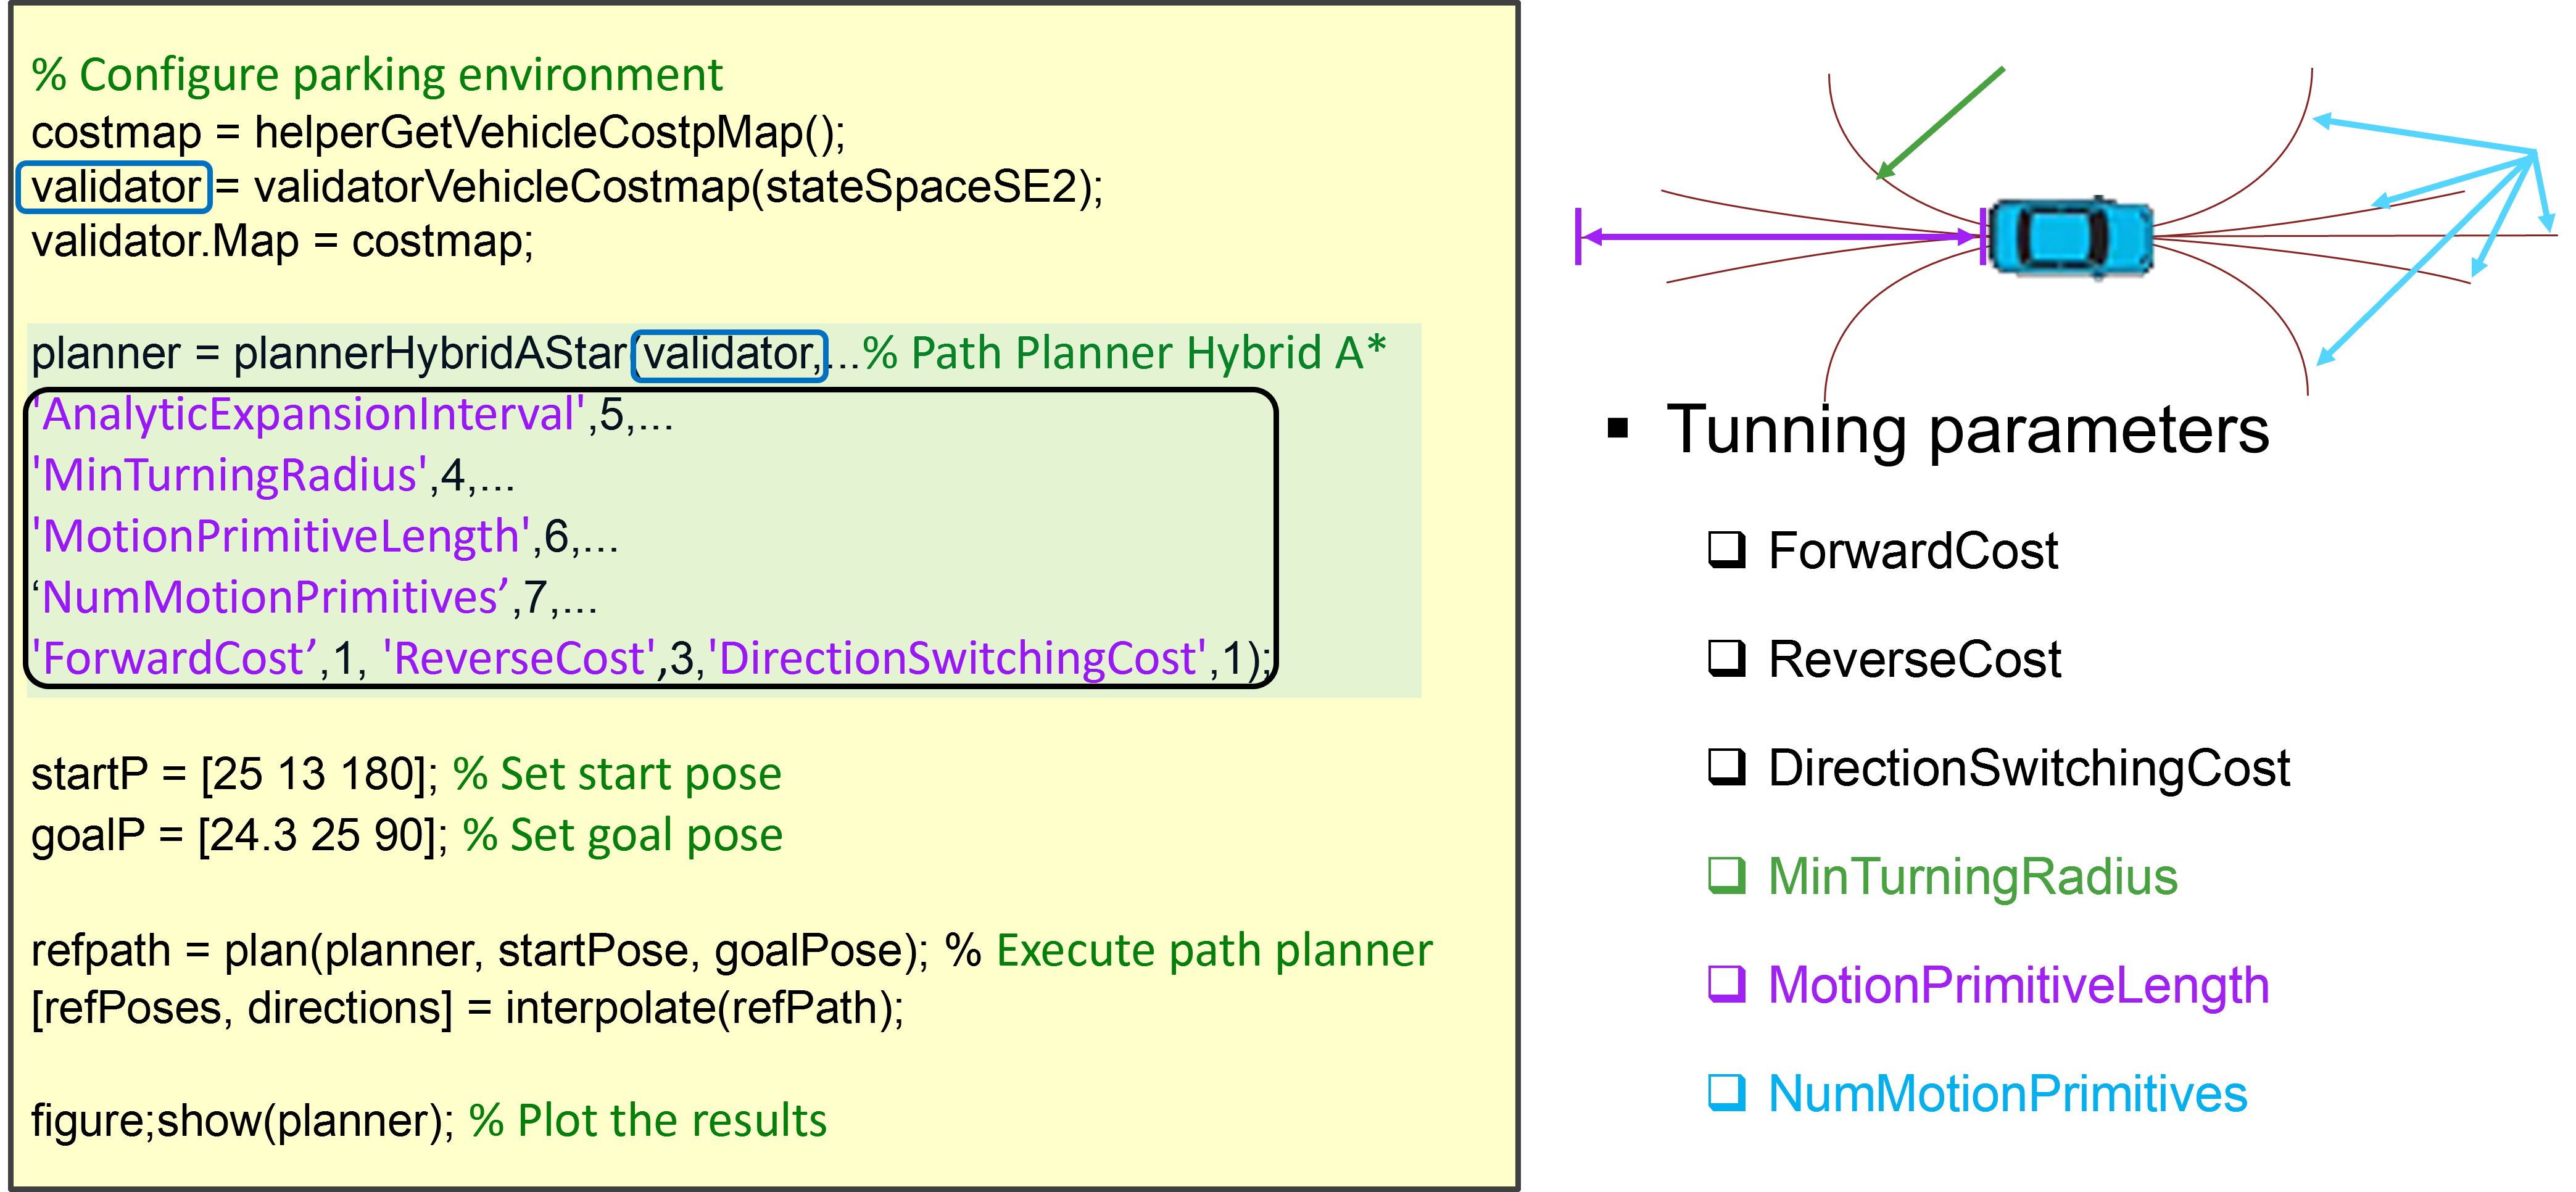 % Configure parking environment
costmap = helperGetVehicleCostpMap();
validator = validatorVehicleCostmap(stateSpaceSE2);
validator.Map = costmap;
planner = plannerHybridAStar(validator,...% Path Planner Hybrid A*
'AnalyticExpansionInterval',5,...
'MinTurningRadius',4,...
'MotionPrimitiveLength',6,...
‘NumMotionPrimitives’,7,...
'ForwardCost’,1, 'ReverseCost',3,'DirectionSwitchingCost',1);
startP = [25 13 180]; % Set start pose
goalP = [24.3 25 90]; % Set goal pose
refpath = plan(planner, startPose, goalPose); % Execute path planner
[refPoses, directions] = interpolate(refPath);
figure;show(planner); % Plot the results
▪ Tunning parameters
❑ ForwardCost
❑ ReverseCost
❑ DirectionSwitchingCost
❑ MinTurningRadius
❑ MotionPrimitiveLength
❑ NumMotionPrimitives